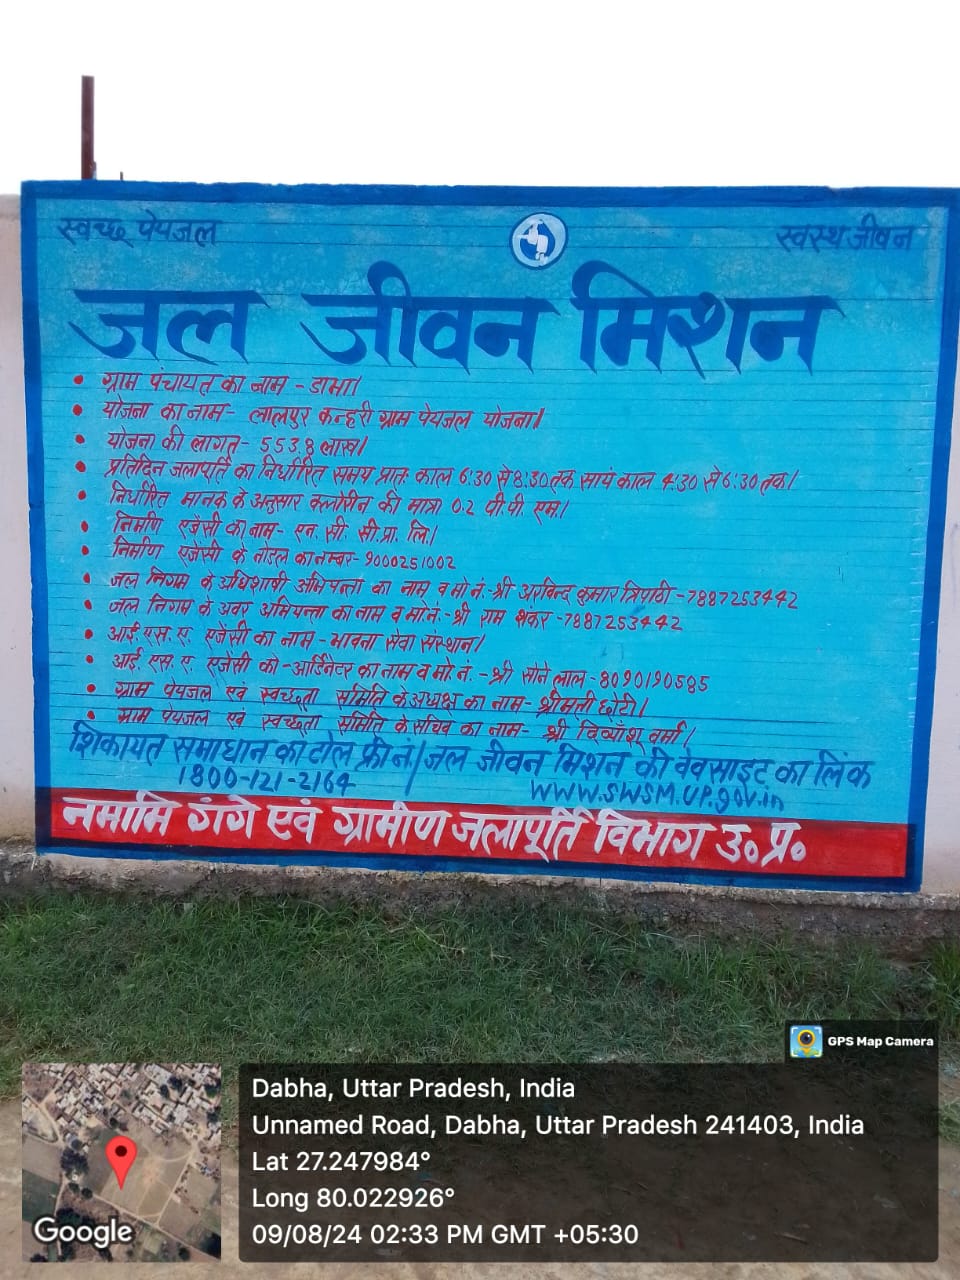 स्वच्छ पेयजल
स्वस्थ जीवन
जल जीवन मिशन
• ग्राम पंचायत का नाम - डाभा।
• योजना का नाम- लालपुर कन्हरी ग्राम पेयजल योजना।
• योजना की लागत- 553.8 लाख।
• प्रतिदिन जलापूर्ति का निर्धारित समय प्रातः काल 6:30 से 8:30 तक सायं काल 4:30 से 6:30 तक।
• निर्धारित मानक के अनुसार क्लोरीन की मात्रा 0.2 पी.पी. एम.।
• निर्माण एजेंसी का नाम- एन. सी. सी. प्रा. लि.।
• निर्माण एजेंसी के नोडल का नम्बर- 9000251002
• जल निगम के अधिशाषी अभियन्ता का नाम व मो.नं.-श्री अरविन्द कुमार त्रिपाठी -7887253442
• जल निगम के अवर अभियन्ता का नाम व मो.नं.- श्री राम शंकर -7887253442
• आई.एस.ए. एजेंसी का नाम - भावना सेवा संस्थान।
• आई. एस. ए. एजेंसी को-आर्डिनेटर का नाम व मो. नं. -श्री सोने लाल -8090190585
• ग्राम पेयजल एवं स्वच्छता समिति के अध्यक्ष का नाम- श्रीमती छोटी।
• ग्राम पेयजल एवं स्वच्छता समिति के सचिव का नाम- श्री दिव्याँशू वर्मा।
शिकायत समाधान का टोल फ्री नं.। जल जीवन मिशन की वेवसाइट का लिंक
1800-121-2164 WWW.SWSM.UP.gov.in
नमामि गंगे एवं ग्रामीण जलापूर्ति विभाग उ॰ प्र॰
GPS Map Camera
Dabha, Uttar Pradesh, India
Unnamed Road, Dabha, Uttar Pradesh 241403, India
Lat 27.247984°
Long 80.022926°
09/08/24 02:33 PM GMT +05:30
Google